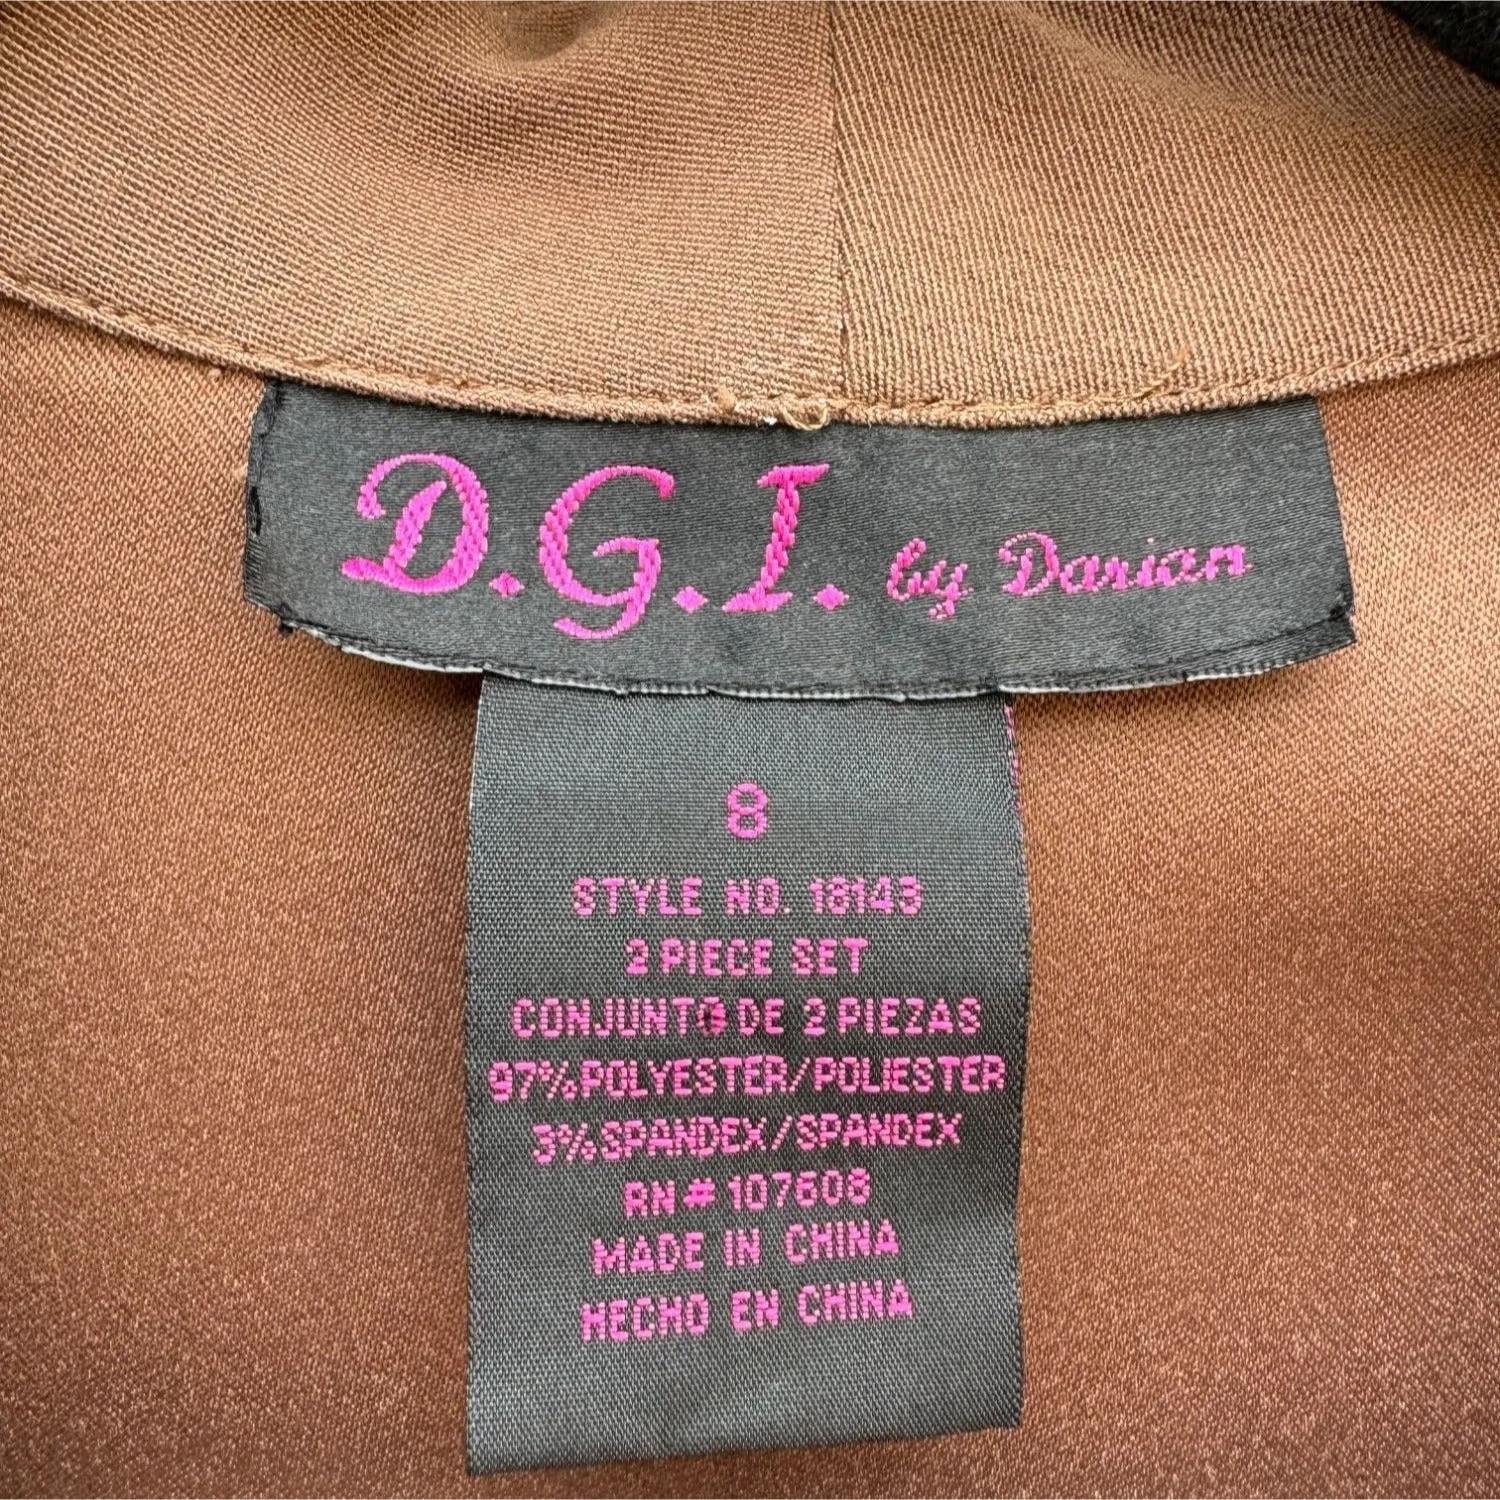 D.G.I. by Darian
8
STYLE NO. 18143
2 PIECE SET
CONJUNTO DE 2 PIEZAS
97% POLYESTER/POLIESTER
3% SPANDEX/SPANDEX
RN # 107608
MADE IN CHINA
HECHO EN CHINA